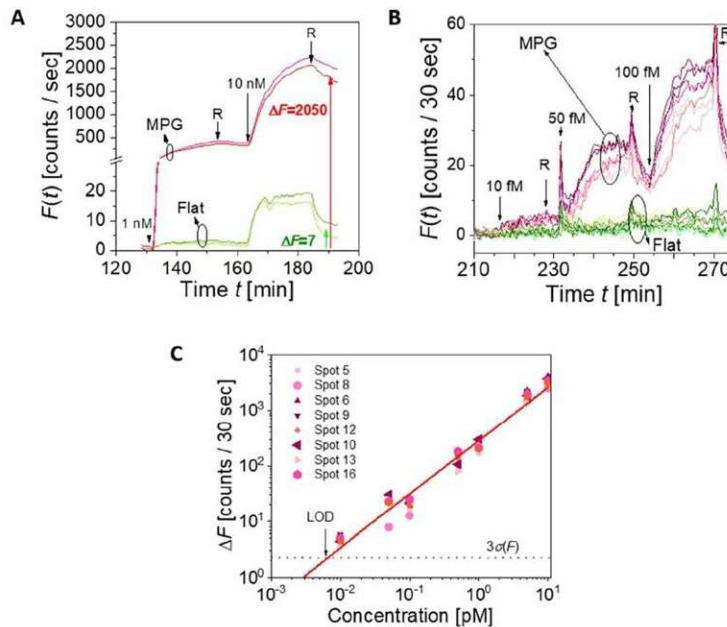 A
B
3000
2500
2000
1500
1000
500
20
10
0
F(t) [counts / sec]
1 nM
MPG
R
10 nM
R
ΔF=2050
Flat
ΔF=7
120 140 160 180 200
Time t [min]
60
40
20
0
F(t) [counts / 30 sec]
MPG
R
100 fM
50 fM
R
R
10 fM
Flat
210 230 250 270
Time t [min]
C
10⁴
10³
10²
10¹
10⁰
ΔF [counts / 30 sec]
Spot 5
Spot 8
Spot 6
Spot 9
Spot 12
Spot 10
Spot 13
Spot 16
LOD
3σ(F)
10⁻³ 10⁻² 10⁻¹ 10⁰ 10¹
Concentration [pM]